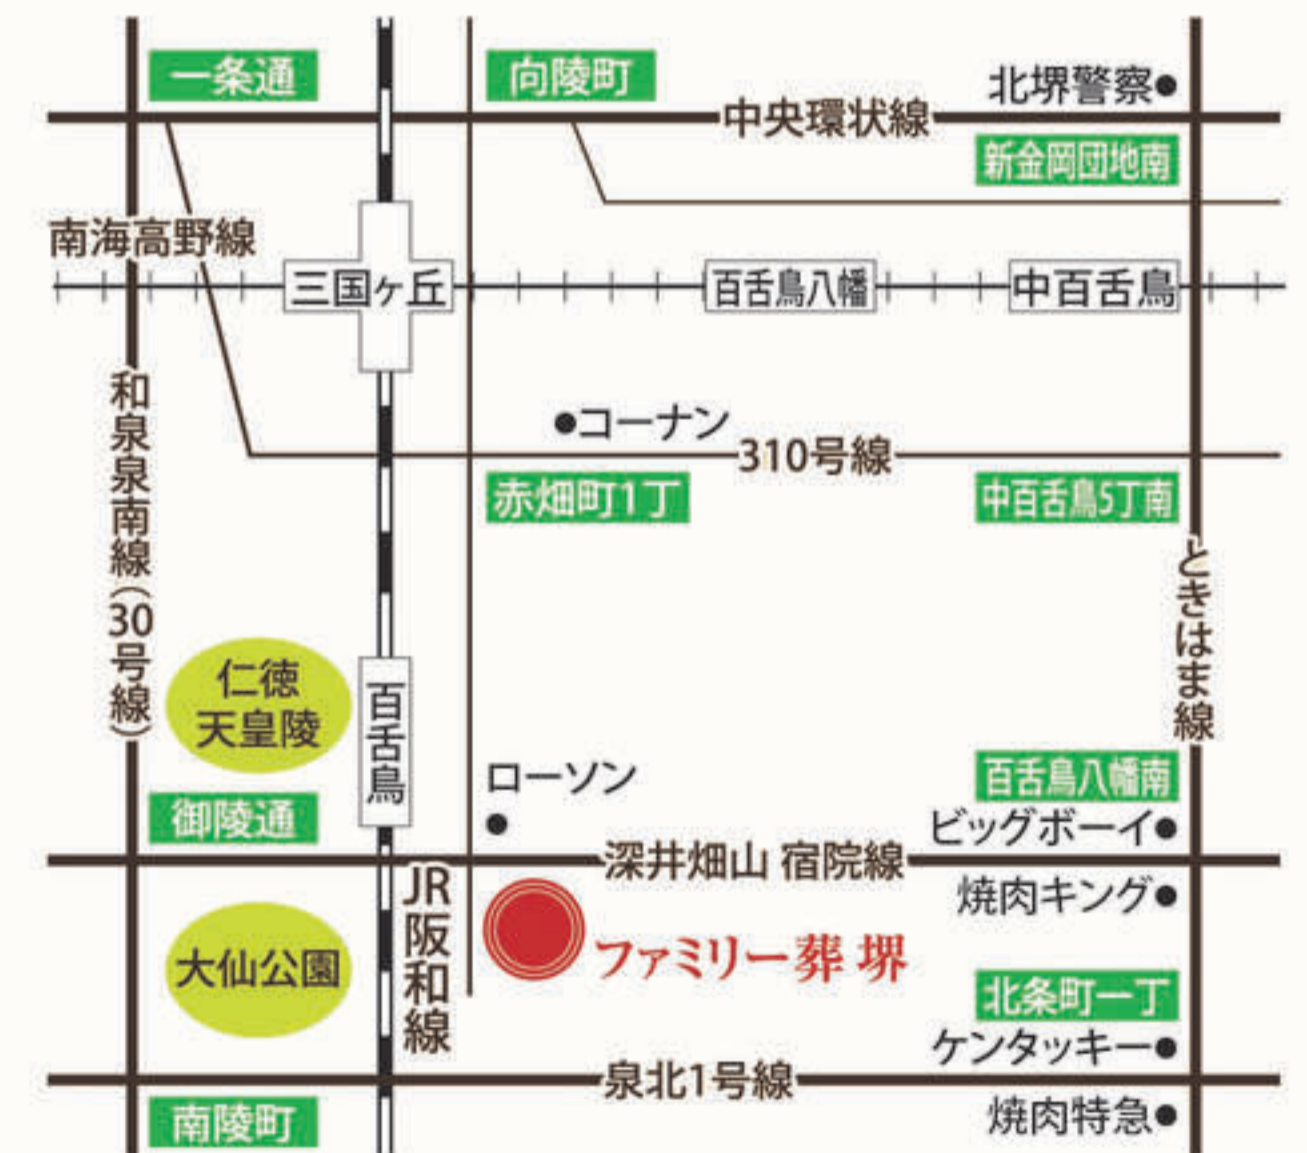 一条通
向陵町
北堺警察
中央環状線
新金岡団地南
南海高野線
三国ヶ丘
百舌鳥八幡
中百舌鳥
和泉泉南線(30号線)
コーナン
310号線
赤畑町1丁
中百舌鳥5丁南
ときはま線
仁徳
天皇陵
百舌鳥
ローソン
百舌鳥八幡南
御陵通
ビッグボーイ
深井畑山 宿院線
JR阪和線
焼肉キング
ファミリー葬 堺
大仙公園
北条町一丁
ケンタッキー
泉北1号線
南陵町
焼肉特急